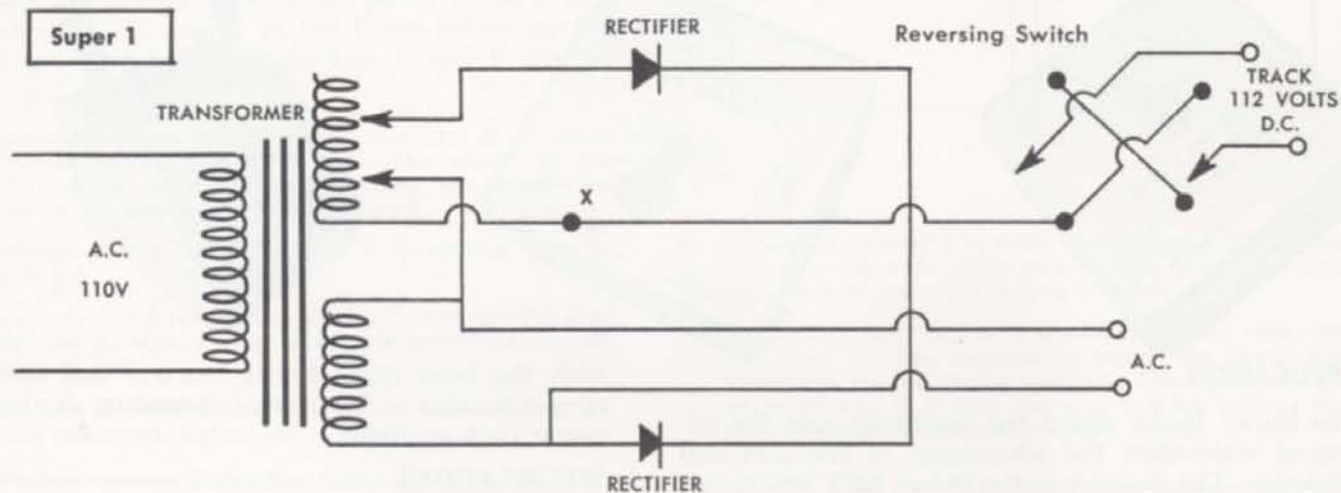 Super 1
RECTIFIER
Reversing Switch
TRACK
112 VOLTS
D.C.
TRANSFORMER
X
A.C.
110V
A.C.
RECTIFIER